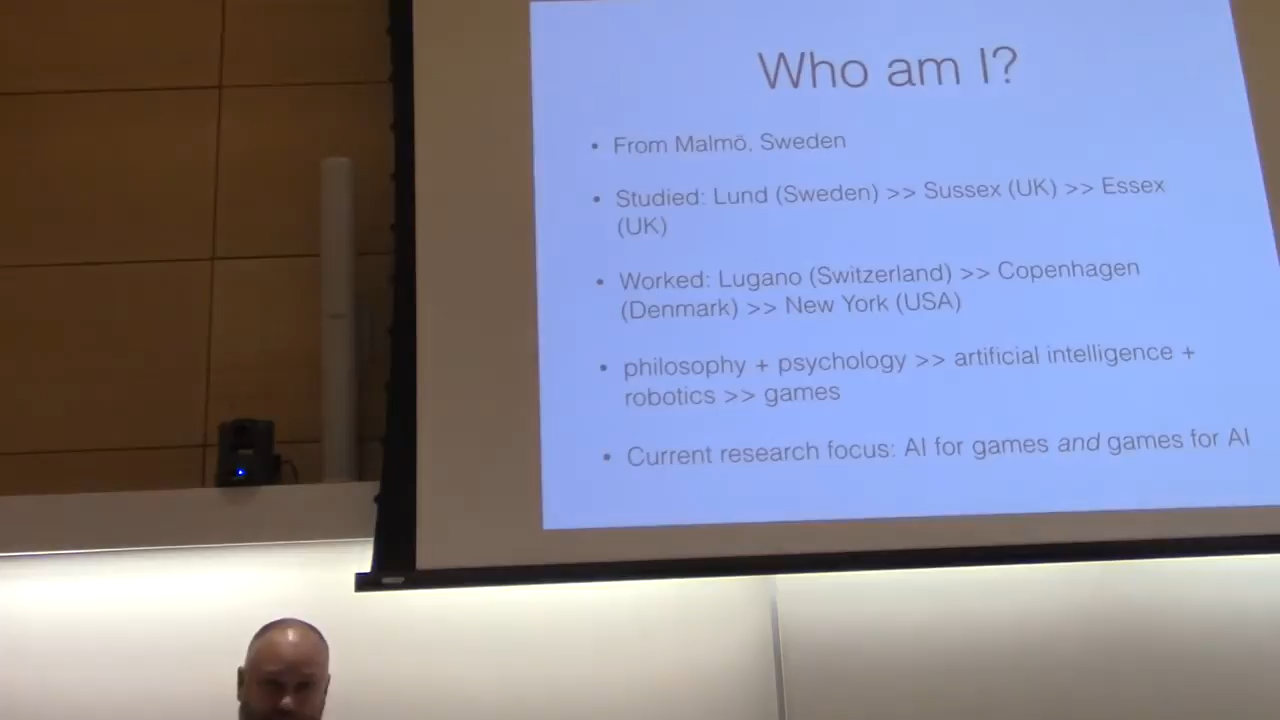 Who am I?
• From Malmö, Sweden
• Studied: Lund (Sweden) >> Sussex (UK) >> Essex
(UK)
• Worked: Lugano (Switzerland) >> Copenhagen
(Denmark) >> New York (USA)
• philosophy + psychology >> artificial intelligence +
robotics >> games
• Current research focus: AI for games and games for AI